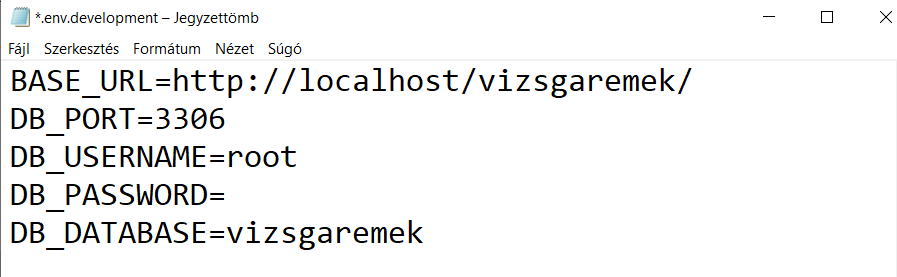 *.env.development – Jegyzettömb
Fájl Szerkesztés Formátum Nézet Súgó
BASE_URL=http://localhost/vizsgaremek/
DB_PORT=3306
DB_USERNAME=root
DB_PASSWORD=
DB_DATABASE=vizsgaremek